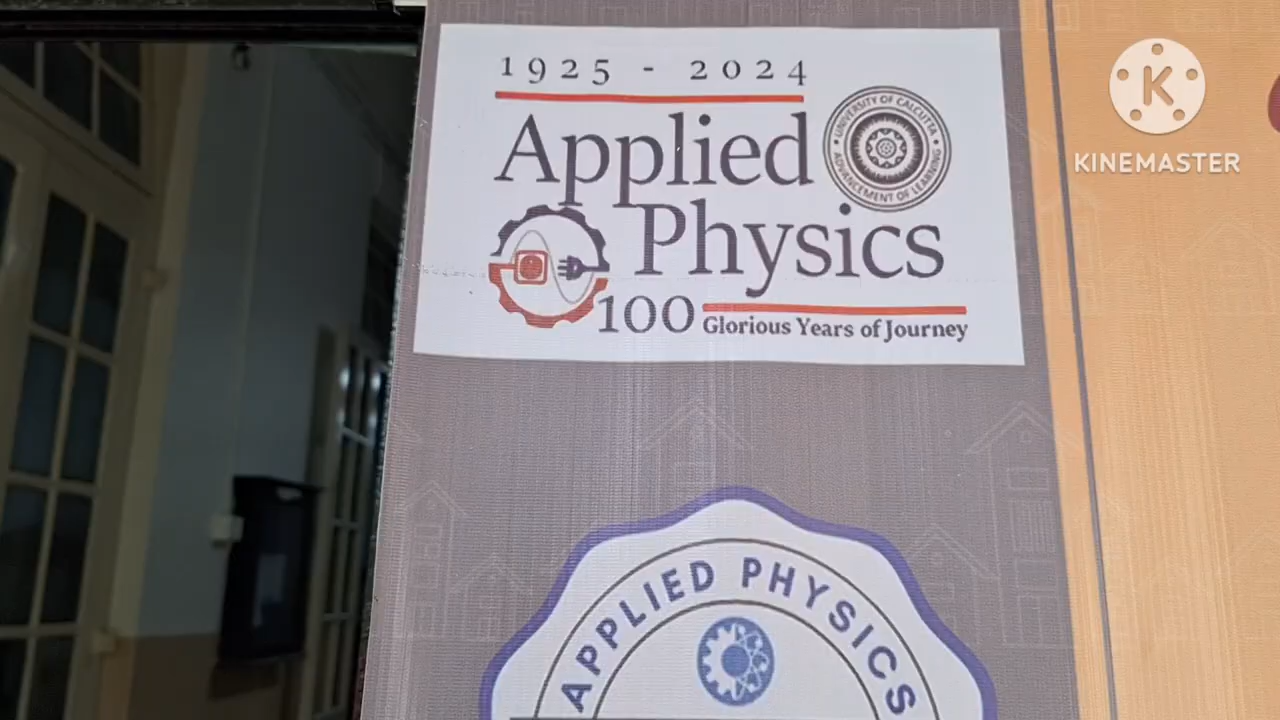 1925 - 2024
Applied
Physics
100 Glorious Years of Journey
UNIVERSITY OF CALCUTTA
ADVANCEMENT OF LEARNING
K
KINEMASTER
APPLIED PHYSICS